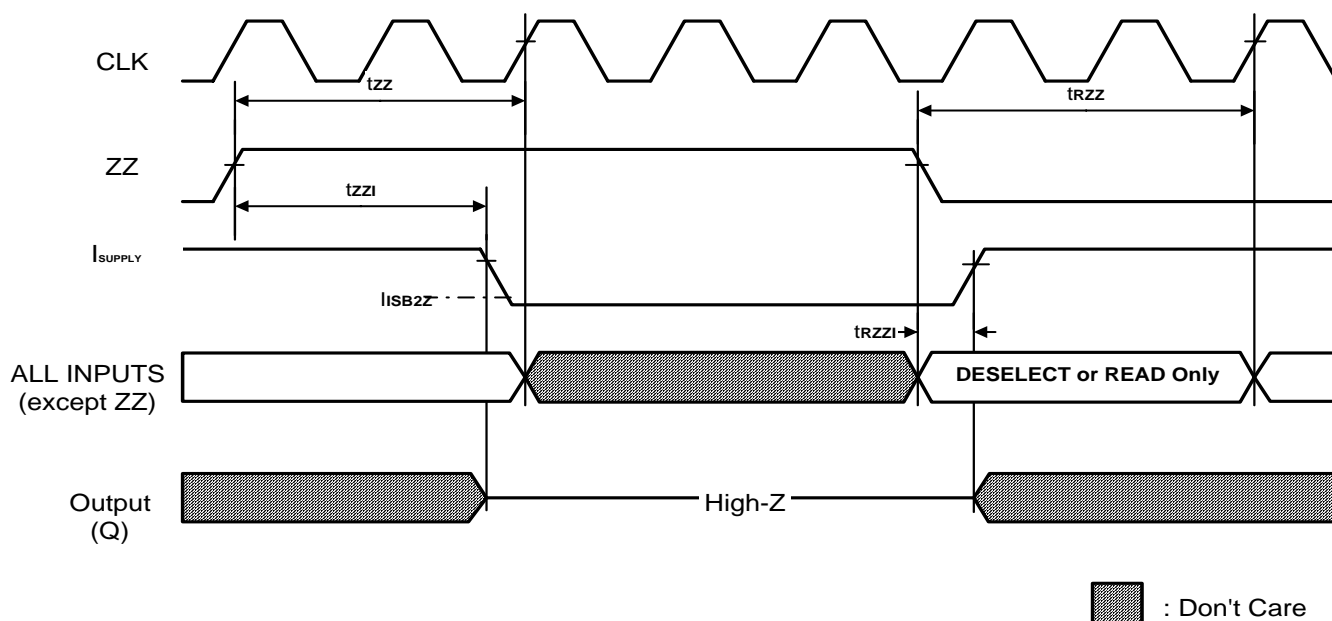 CLK
tZZ
tRZZ
ZZ
tZZI
ISUPPLY
IISB2Z
tRZZI
ALL INPUTS
(except ZZ)
DESELECT or READ Only
Output
(Q)
High-Z
: Don't Care